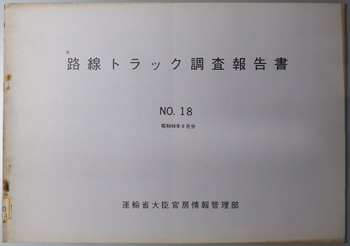 路線トラック調査報告書
NO. 18
運輸省大臣官房情報管理部